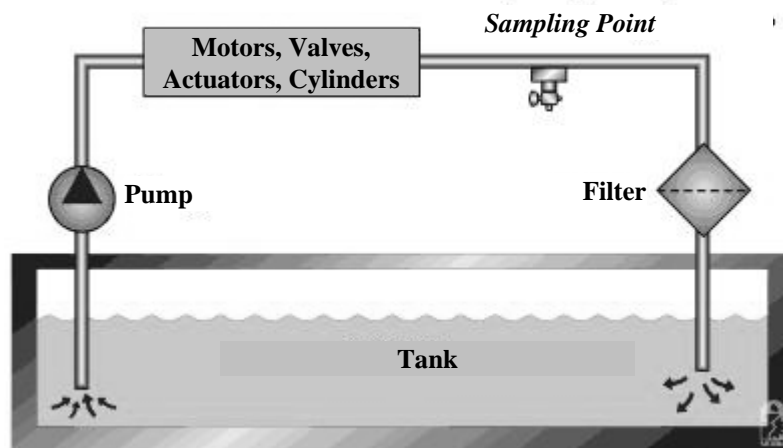 Sampling Point
Motors, Valves,
Actuators, Cylinders
Pump
Filter
Tank